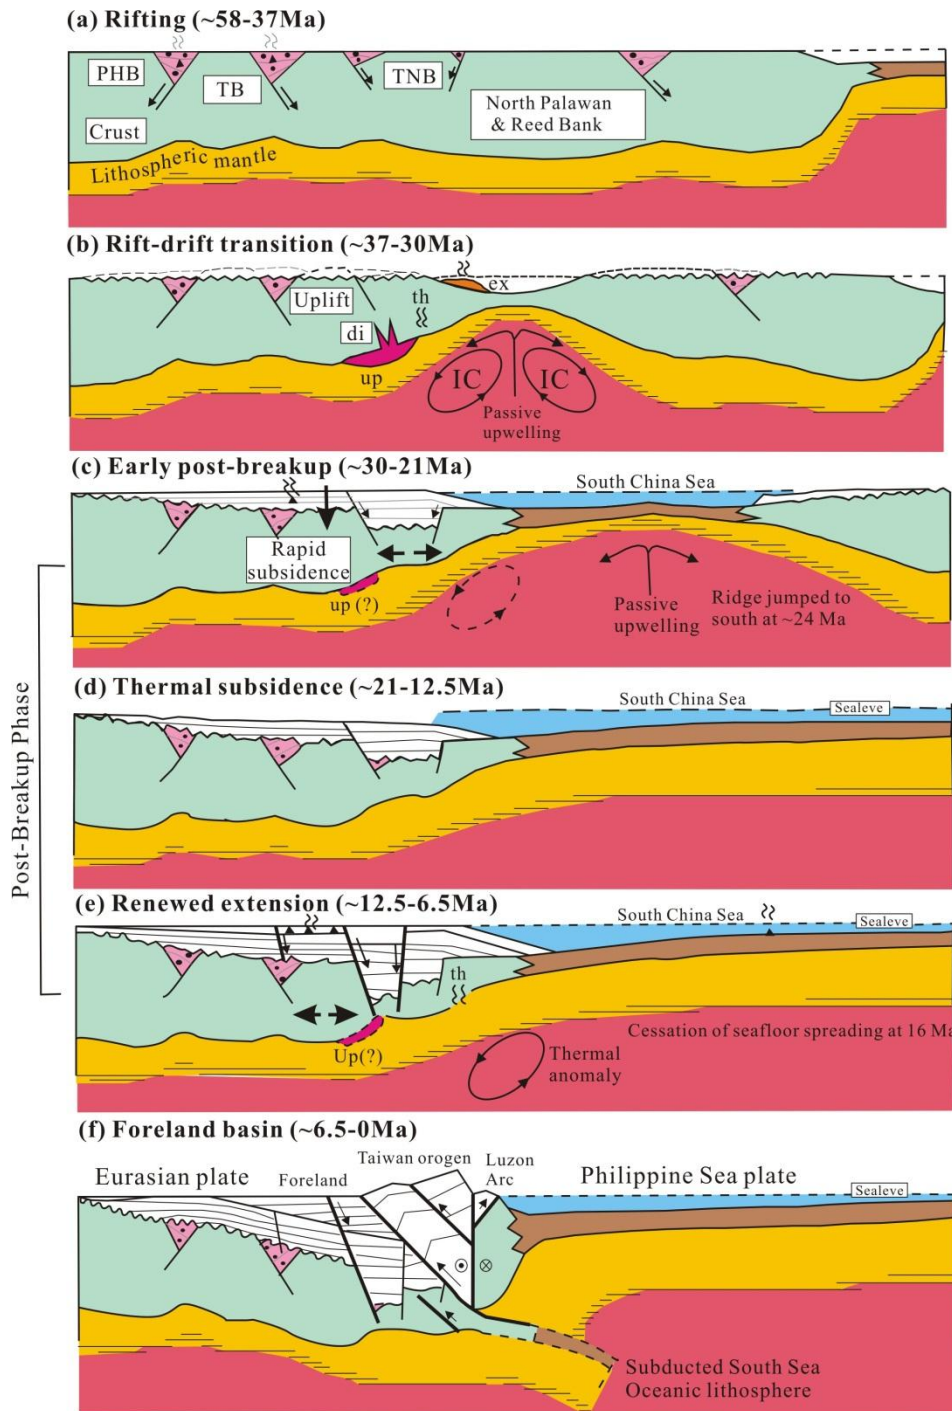 (a) Rifting (~58-37Ma)
PHB
TB
TNB
North Palawan
& Reed Bank
Crust
Lithospheric mantle
(b) Rift-drift transition (~37-30Ma)
ex
Uplift
th
di
up
IC
IC
Passive
upwelling
(c) Early post-breakup (~30-21Ma)
South China Sea
Rapid
subsidence
up (?)
Passive
upwelling
Ridge jumped to
south at ~24 Ma
Post-Breakup Phase
(d) Thermal subsidence (~21-12.5Ma)
South China Sea
Sealeve
(e) Renewed extension (~12.5-6.5Ma)
South China Sea
Sealeve
th
Up(?)
Thermal
anomaly
Cessation of seafloor spreading at 16 Ma
(f) Foreland basin (~6.5-0Ma)
Eurasian plate
Foreland
Taiwan orogen
Luzon
Arc
Philippine Sea plate
Sealeve
Subducted South Sea
Oceanic lithosphere